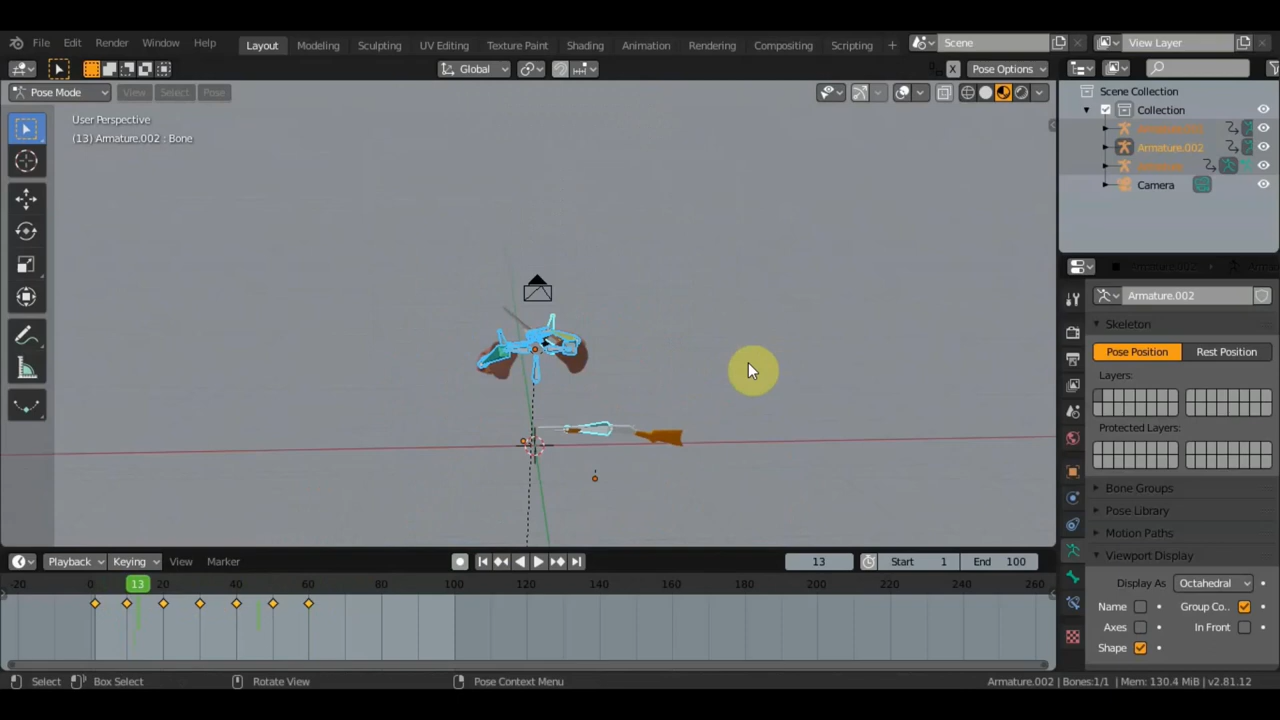 File Edit Render Window Help Layout Modeling Sculpting UV Editing Texture Paint Shading Animation Rendering Compositing Scripting + Scene View Layer
Global X Pose Options
Pose Mode View Select Pose
User Perspective
(13) Armature.002 : Bone
Scene Collection
Collection
Armature.002
Camera
Armature.002
Skeleton
Pose Position Rest Position
Layers:
Protected Layers:
Bone Groups
Pose Library
Motion Paths
Viewport Display
Display As Octahedral
Name Group Co..
Axes In Front
Shape
Playback Keying View Marker 13 Start 1 End 100
-20 0 13 20 40 60 80 100 120 140 160 180 200 220 240 260
Select Box Select Rotate View Pose Context Menu Armature.002 | Bones:1/1 | Mem: 130.4 MiB | v2.81.12